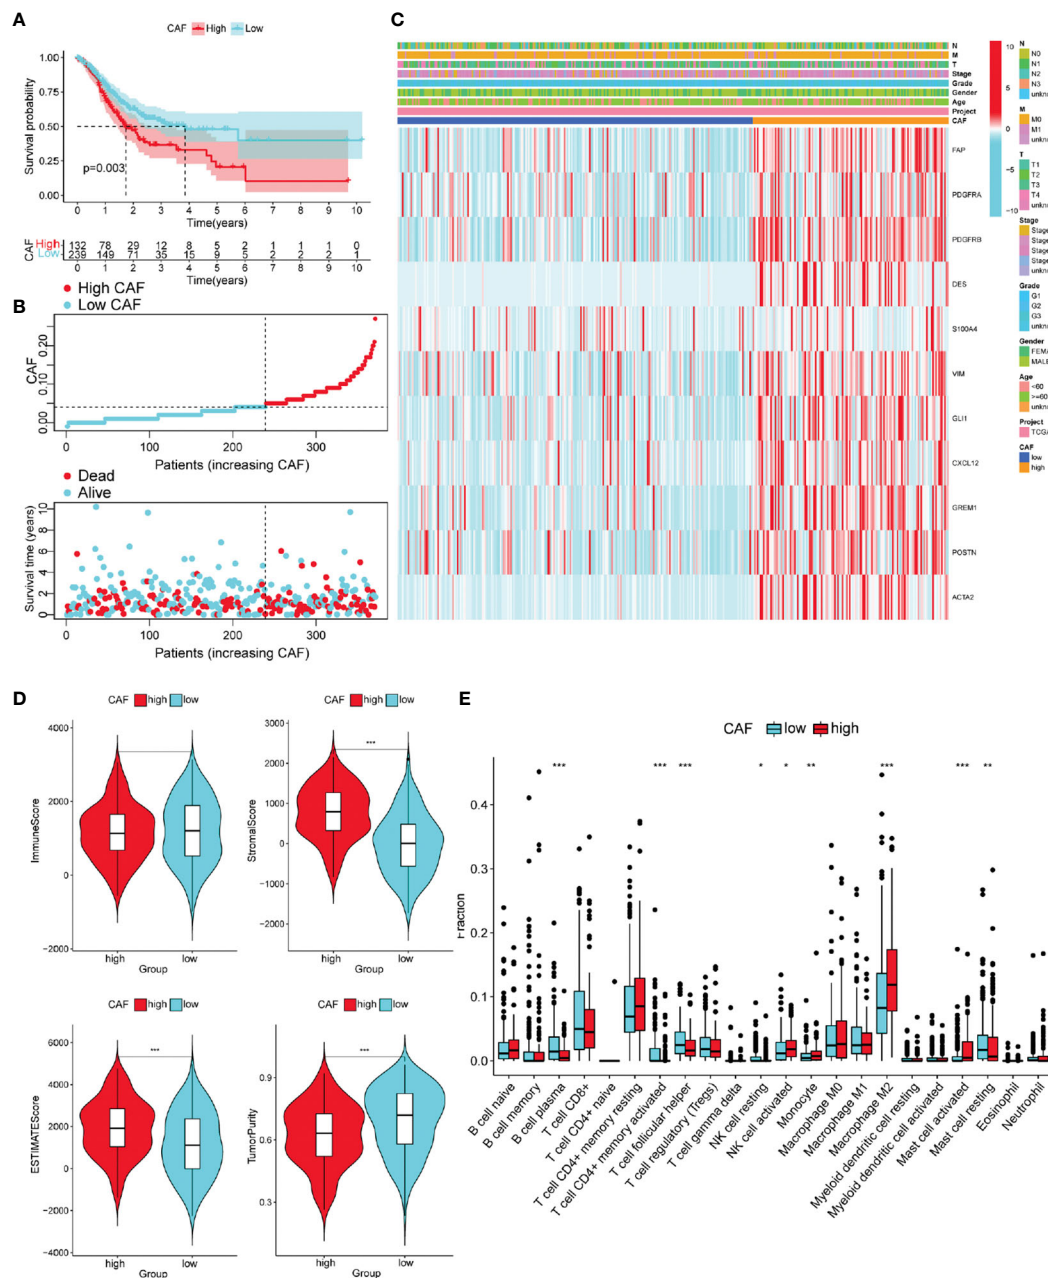 A
CAF High Low
Survival probability
1.00
0.75
0.50
0.25
0.00
p=0.003
0 1 2 3 4 5 6 7 8 9 10
Time(years)
CAF
High 132 78 29 12 8 5 2 1 1 1 0
Low 239 149 71 35 15 9 5 2 2 2 1
0 1 2 3 4 5 6 7 8 9 10
Time(years)
B
High CAF
Low CAF
CAF
0.20
0.10
0.00
0 100 200 300
Patients (increasing CAF)
Dead
Alive
Survival time (years)
10
8
6
4
2
0
0 100 200 300
Patients (increasing CAF)
C
N
M
T
Stage
Grade
Gender
Age
Project
CAF
FAP
PDGFRA
PDGFRB
DES
S100A4
VIM
GLI1
CXCL12
GREM1
POSTN
ACTA2
10
5
0
−5
−10
N
N0
N1
N2
N3
unkn
M
M0
M1
unkn
T
T1
T2
T3
T4
unkn
Stage
Stage
Stage
Stage
Stage
unkn
Grade
G1
G2
G3
unkn
Gender
FEMA
MALE
Age
<60
>=60
unkn
Project
TCGA
CAF
low
high
D
CAF high low
ImmuneScore
4000
2000
0
−2000
high low
Group
CAF high low
StromalScore
3000
2000
1000
0
−1000
−2000
***
high low
Group
CAF high low
ESTIMATEScore
6000
4000
2000
0
−2000
−4000
***
high low
Group
CAF high low
TumorPurity
0.9
0.6
0.3
***
high low
Group
E
CAF low high
*** *** *** * * ** *** *** **
Fraction
0.4
0.3
0.2
0.1
0.0
B cell naive
B cell memory
B cell plasma
T cell CD8+
T cell CD4+ naive
T cell CD4+ memory resting
T cell CD4+ memory activated
T cell follicular helper
T cell regulatory (Tregs)
T cell gamma delta
NK cell resting
NK cell activated
Monocyte
Macrophage M0
Macrophage M1
Macrophage M2
Myeloid dendritic cell resting
Myeloid dendritic cell activated
Mast cell activated
Mast cell resting
Eosinophil
Neutrophil